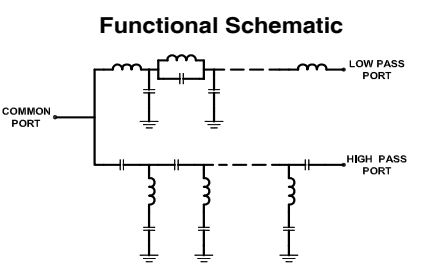 Functional Schematic
LOW PASS
PORT
COMMON
PORT
HIGH PASS
PORT